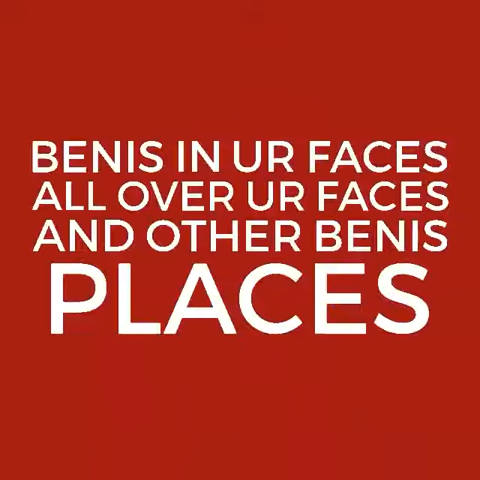 BENIS IN UR FACES
ALL OVER UR FACES
AND OTHER BENIS
PLACES